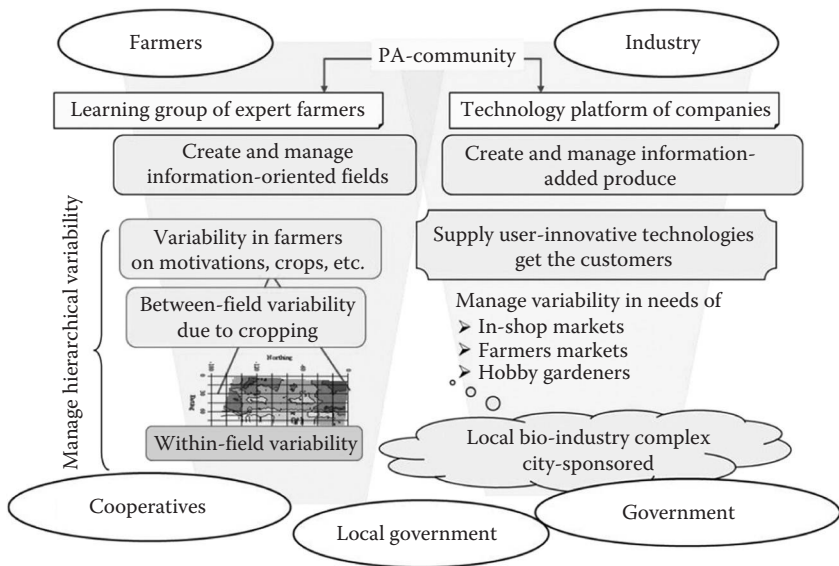 Farmers
Industry
PA-community
Learning group of expert farmers
Technology platform of companies
Create and manage
information-oriented fields
Create and manage information-
added produce
Manage hierarchical variability
Variability in farmers
on motivations, crops, etc.
Supply user-innovative technologies
get the customers
Between-field variability
due to cropping
Manage variability in needs of
➢ In-shop markets
➢ Farmers markets
➢ Hobby gardeners
Northing
Within-field variability
Local bio-industry complex
city-sponsored
Cooperatives
Local government
Government